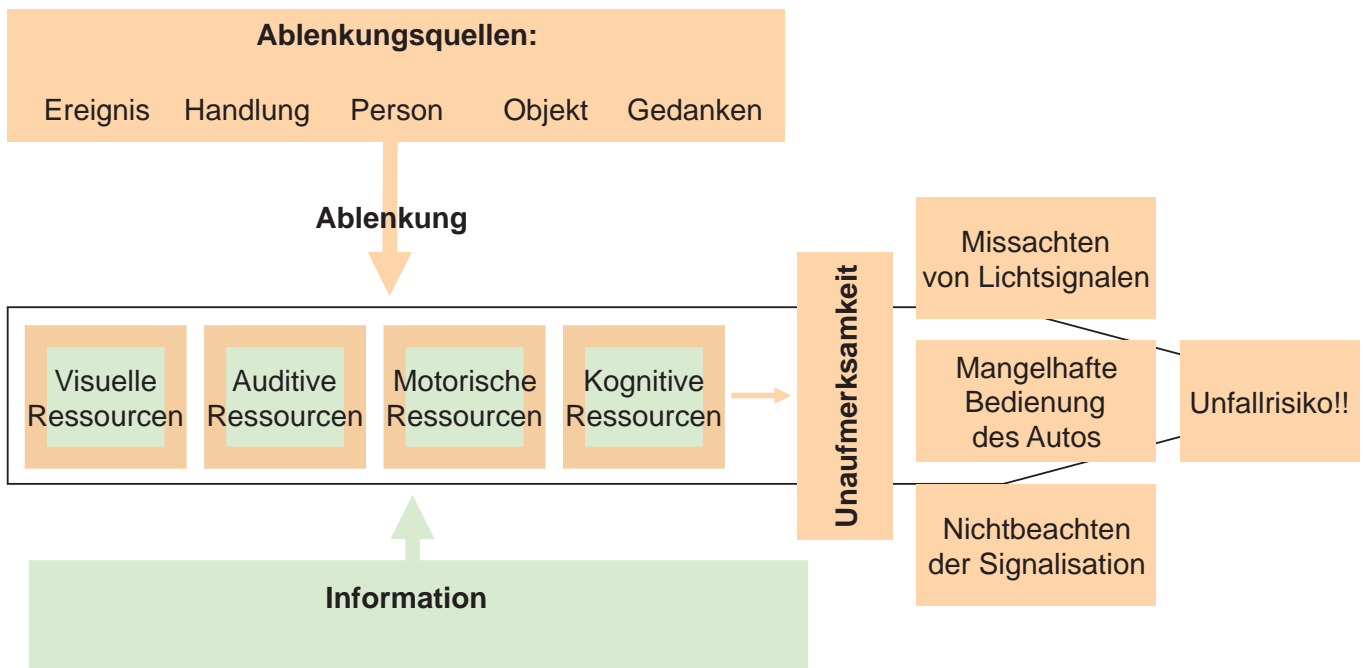 Ablenkungsquellen:
Ereignis Handlung Person Objekt Gedanken
Ablenkung
Visuelle
Ressourcen
Auditive
Ressourcen
Motorische
Ressourcen
Kognitive
Ressourcen
Unaufmerksamkeit
Missachten
von Lichtsignalen
Mangelhafte
Bedienung
des Autos
Nichtbeachten
der Signalisation
Unfallrisiko!!
Information